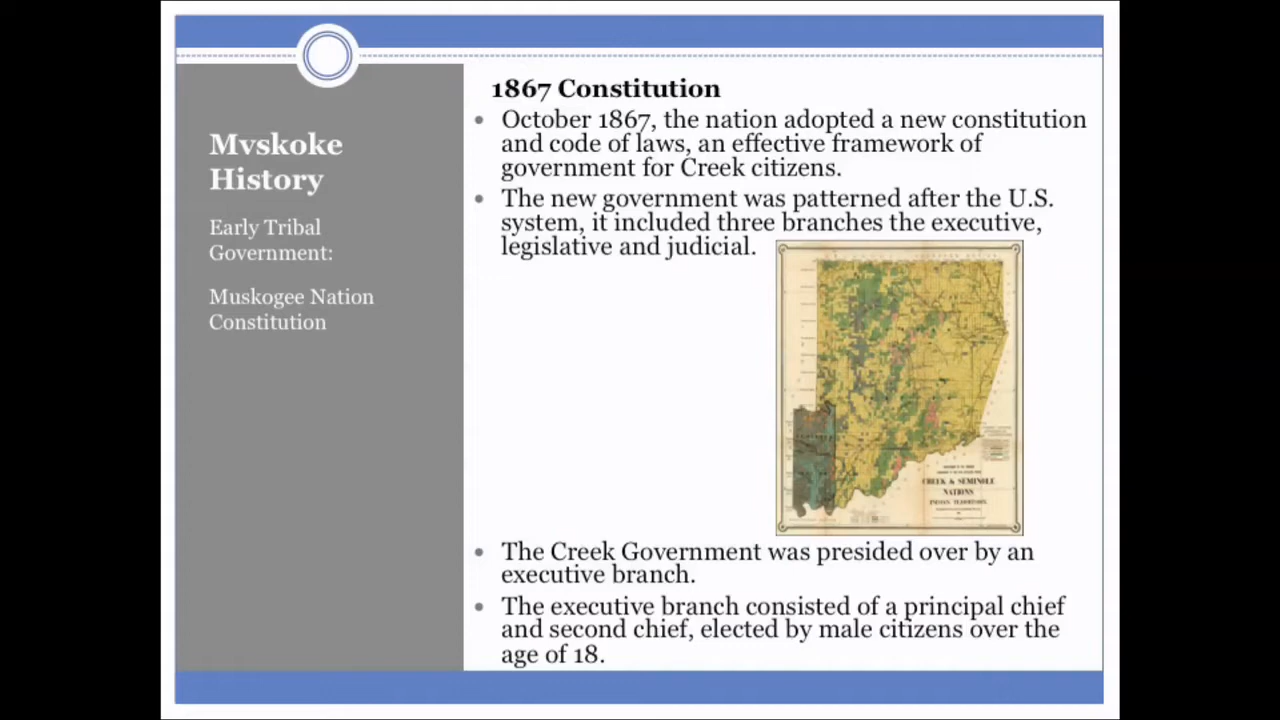 Mvskoke
History
Early Tribal
Government:
Muskogee Nation
Constitution
1867 Constitution
• October 1867, the nation adopted a new constitution
and code of laws, an effective framework of
government for Creek citizens.
• The new government was patterned after the U.S.
system, it included three branches the executive,
legislative and judicial.
CREEK & SEMINOLE
NATIONS
INDIAN TERRITORY.
• The Creek Government was presided over by an
executive branch.
• The executive branch consisted of a principal chief
and second chief, elected by male citizens over the
age of 18.